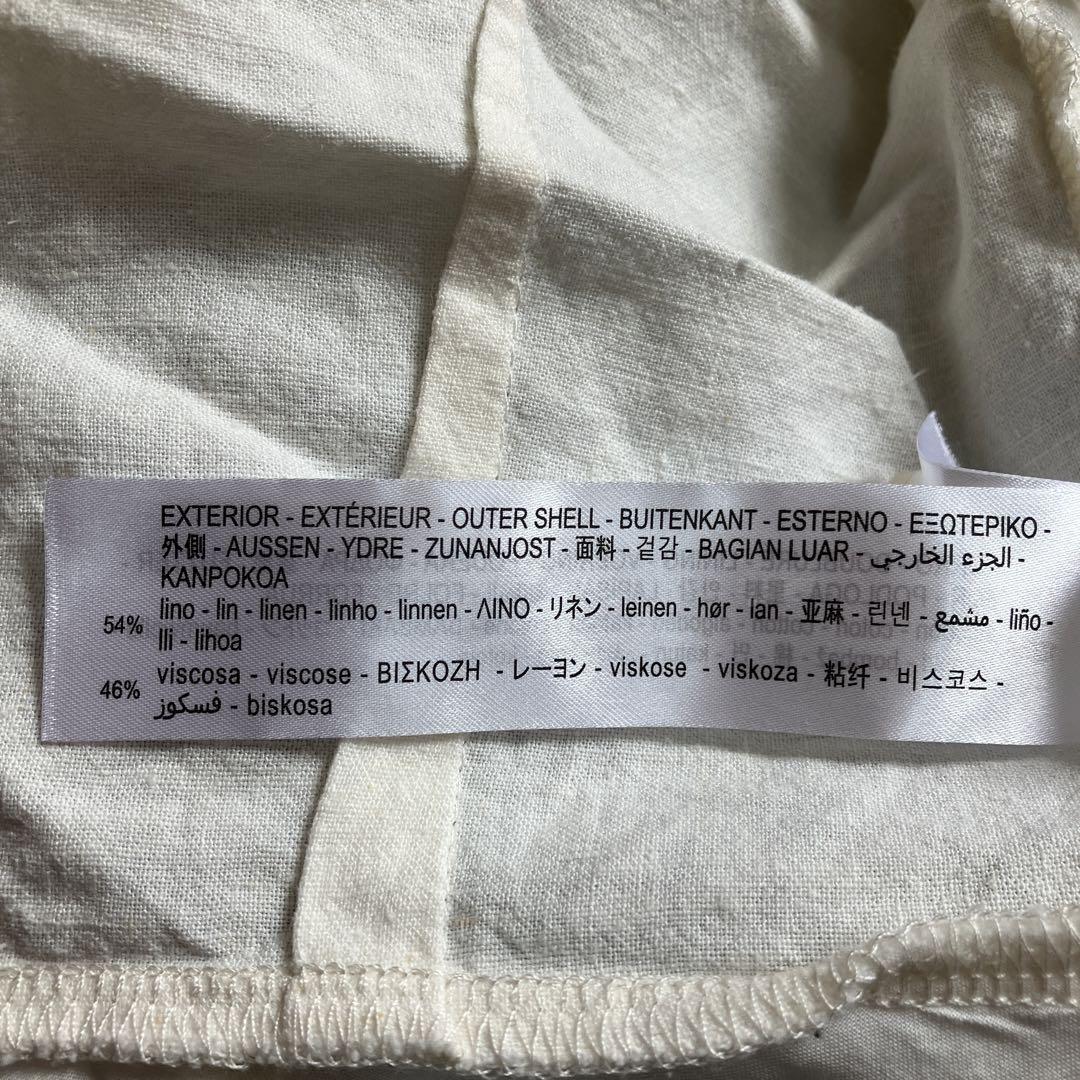 EXTERIOR - EXTÉRIEUR - OUTER SHELL - BUITENKANT - ESTERNO - ΕΞΩΤΕΡΙΚΟ -
外側 - AUSSEN - YDRE - ZUNANJOST - 面料 - 겉감 - BAGIAN LUAR - الجزء الخارجي -
KANPOKOA
54% lino - lin - linen - linho - linnen - ΛΙΝΟ - リネン - leinen - hør - lan - 亚麻 - 린넨 - مشمع - liño -
lli - lihoa
46% viscosa - viscose - ΒΙΣΚΟΖΗ - レーヨン - viskose - viskoza - 粘纤 - 비스코스 -
فسكوز - biskosa